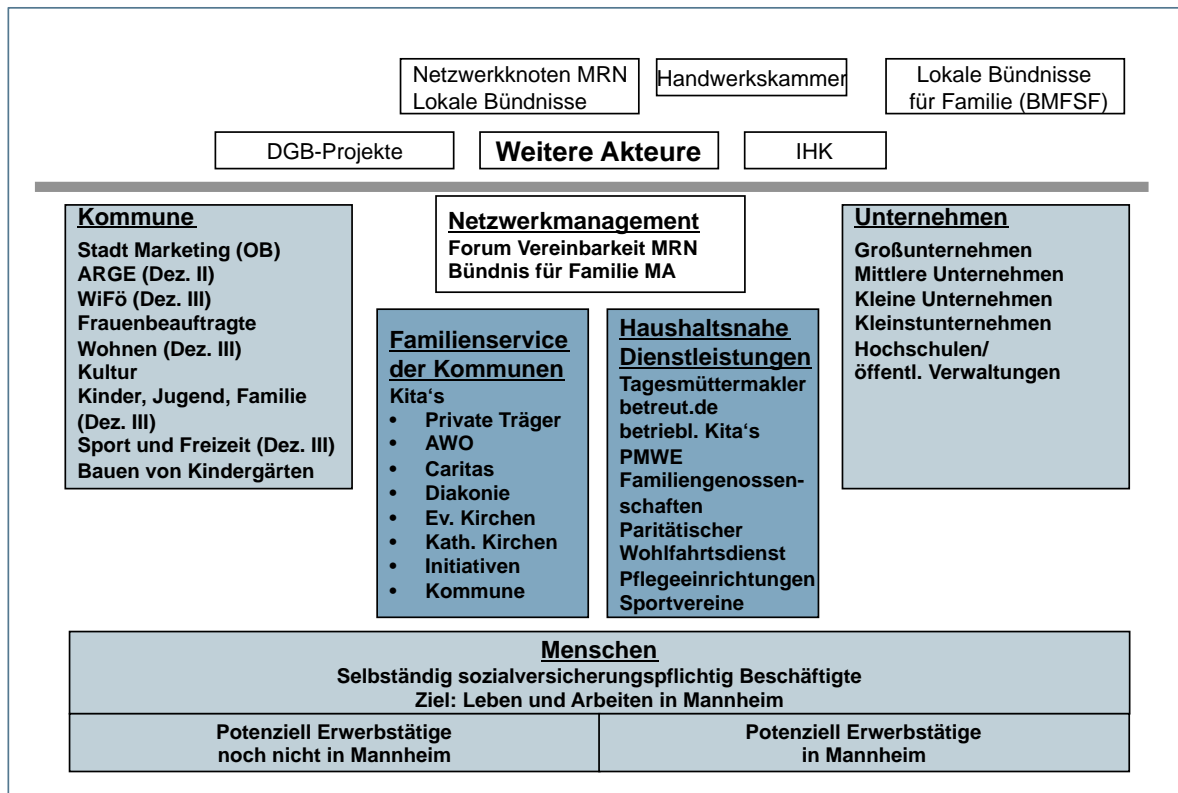 Netzwerkknoten MRN
Lokale Bündnisse
Handwerkskammer
Lokale Bündnisse
für Familie (BMFSF)
DGB-Projekte
Weitere Akteure
IHK
Kommune
Stadt Marketing (OB)
ARGE (Dez. II)
WiFö (Dez. III)
Frauenbeauftragte
Wohnen (Dez. III)
Kultur
Kinder, Jugend, Familie
(Dez. III)
Sport und Freizeit (Dez. III)
Bauen von Kindergärten
Netzwerkmanagement
Forum Vereinbarkeit MRN
Bündnis für Familie MA
Familienservice
der Kommunen
Kita‘s
• Private Träger
• AWO
• Caritas
• Diakonie
• Ev. Kirchen
• Kath. Kirchen
• Initiativen
• Kommune
Haushaltsnahe
Dienstleistungen
Tagesmüttermakler
betreut.de
betriebl. Kita‘s
PMWE
Familiengenossen-
schaften
Paritätischer
Wohlfahrtsdienst
Pflegeeinrichtungen
Sportvereine
Unternehmen
Großunternehmen
Mittlere Unternehmen
Kleine Unternehmen
Kleinstunternehmen
Hochschulen/
öffentl. Verwaltungen
Menschen
Selbständig sozialversicherungspflichtig Beschäftigte
Ziel: Leben und Arbeiten in Mannheim
Potenziell Erwerbstätige
noch nicht in Mannheim
Potenziell Erwerbstätige
in Mannheim